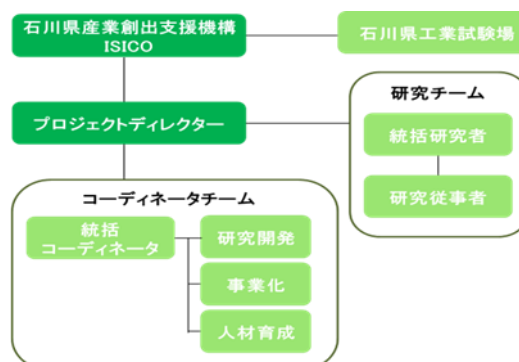 石川県産業創出支援機構
ISICO
石川県工業試験場
プロジェクトディレクター
研究チーム
統括研究者
研究従事者
コーディネータチーム
統括
コーディネータ
研究開発
事業化
人材育成